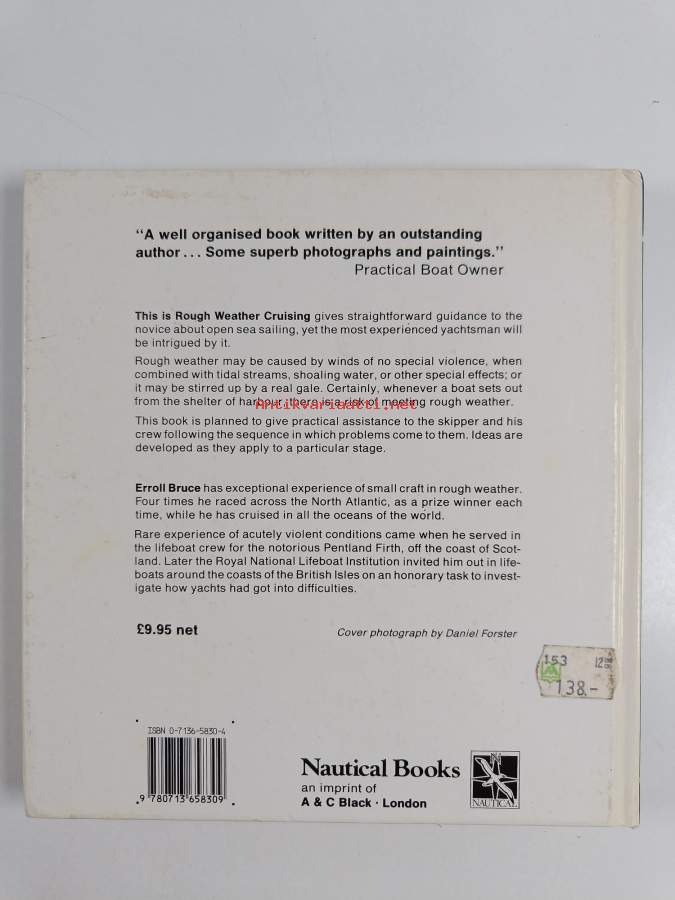 "A well organised book written by an outstanding
author... Some superb photographs and paintings."
Practical Boat Owner
This is Rough Weather Cruising gives straightforward guidance to the
novice about open sea sailing, yet the most experienced yachtsman will
be intrigued by it.
Rough weather may be caused by winds of no special violence, when
combined with tidal streams, shoaling water, or other special effects; or
it may be stirred up by a real gale. Certainly, whenever a boat sets out
from the shelter of harbour, there is a risk of meeting rough weather.
Antikvariaatti.net
This book is planned to give practical assistance to the skipper and his
crew following the sequence in which problems come to them. Ideas are
developed as they apply to a particular stage.
Erroll Bruce has exceptional experience of small craft in rough weather.
Four times he raced across the North Atlantic, as a prize winner each
time, while he has cruised in all the oceans of the world.
Rare experience of acutely violent conditions came when he served in
the lifeboat crew for the notorious Pentland Firth, off the coast of Scot-
land. Later the Royal National Lifeboat Institution invited him out in life-
boats around the coasts of the British Isles on an honorary task to invest-
igate how yachts had got into difficulties.
£9.95 net
Cover photograph by Daniel Forster
153
138.-
ISBN 0-7136-5830-4
9 780713 658309
Nautical Books
an imprint of
A & C Black · London
NAUTICAL